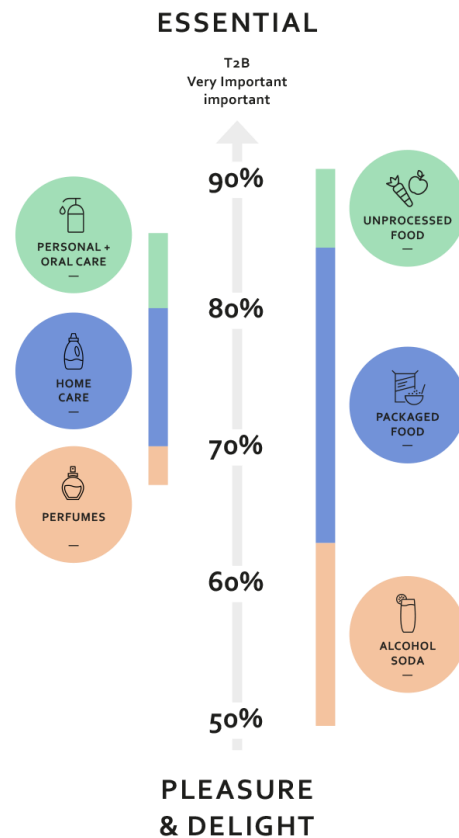 ESSENTIAL
T2B
Very Important
important
90%
UNPROCESSED
FOOD
PERSONAL +
ORAL CARE
80%
HOME
CARE
PACKAGED
FOOD
70%
PERFUMES
60%
ALCOHOL
SODA
50%
PLEASURE
& DELIGHT